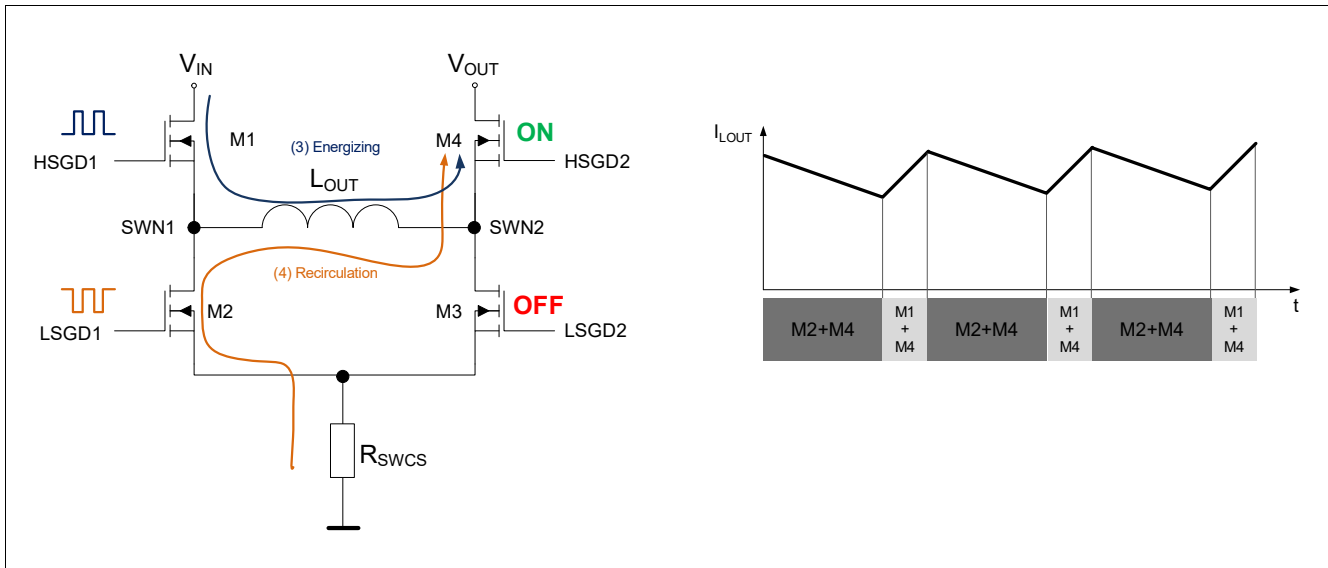 VIN
VOUT
M1
M4
ON
(3) Energizing
HSGD1
HSGD2
LOUT
SWN1
SWN2
(4) Recirculation
M2
M3
OFF
LSGD1
LSGD2
RSWCS
ILOUT
t
M2+M4
M1
+
M4
M2+M4
M1
+
M4
M2+M4
M1
+
M4